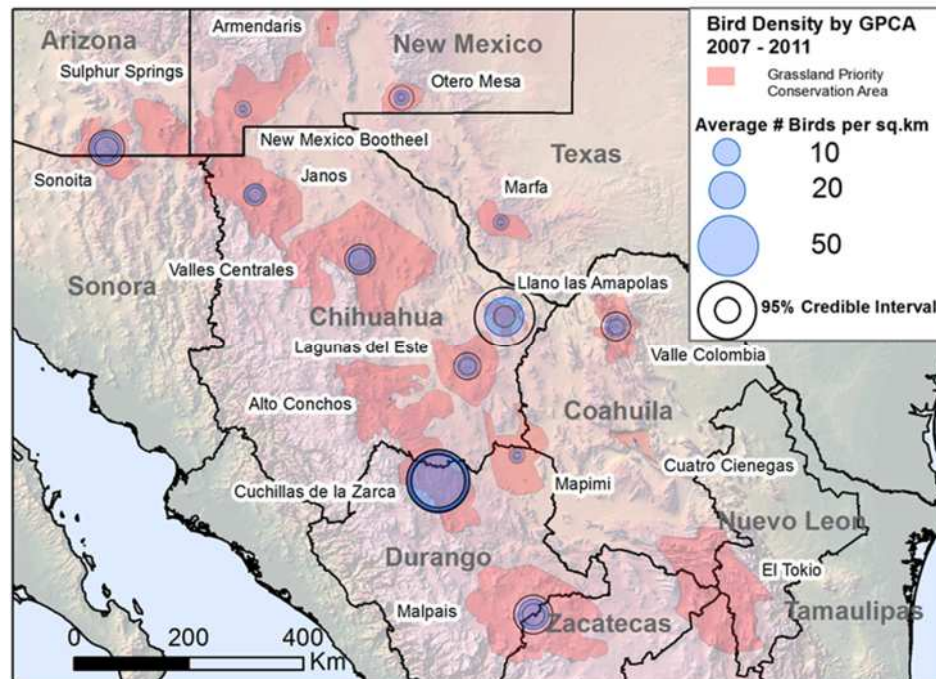 Arizona
Armendaris
New Mexico
Sulphur Springs
Otero Mesa
New Mexico Bootheel
Texas
Sonoita
Janos
Marfa
Sonora
Valles Centrales
Llano las Amapolas
Chihuahua
Lagunas del Este
Valle Colombia
Alto Conchos
Coahuila
Cuatro Cienegas
Cuchillas de la Zarca
Mapimi
Nuevo Leon
Durango
El Tokio
Malpais
Zacatecas
Tamaulipas
0 200 400
Km
Bird Density by GPCA
2007 - 2011
Grassland Priority
Conservation Area
Average # Birds per sq.km
10
20
50
95% Credible Interval